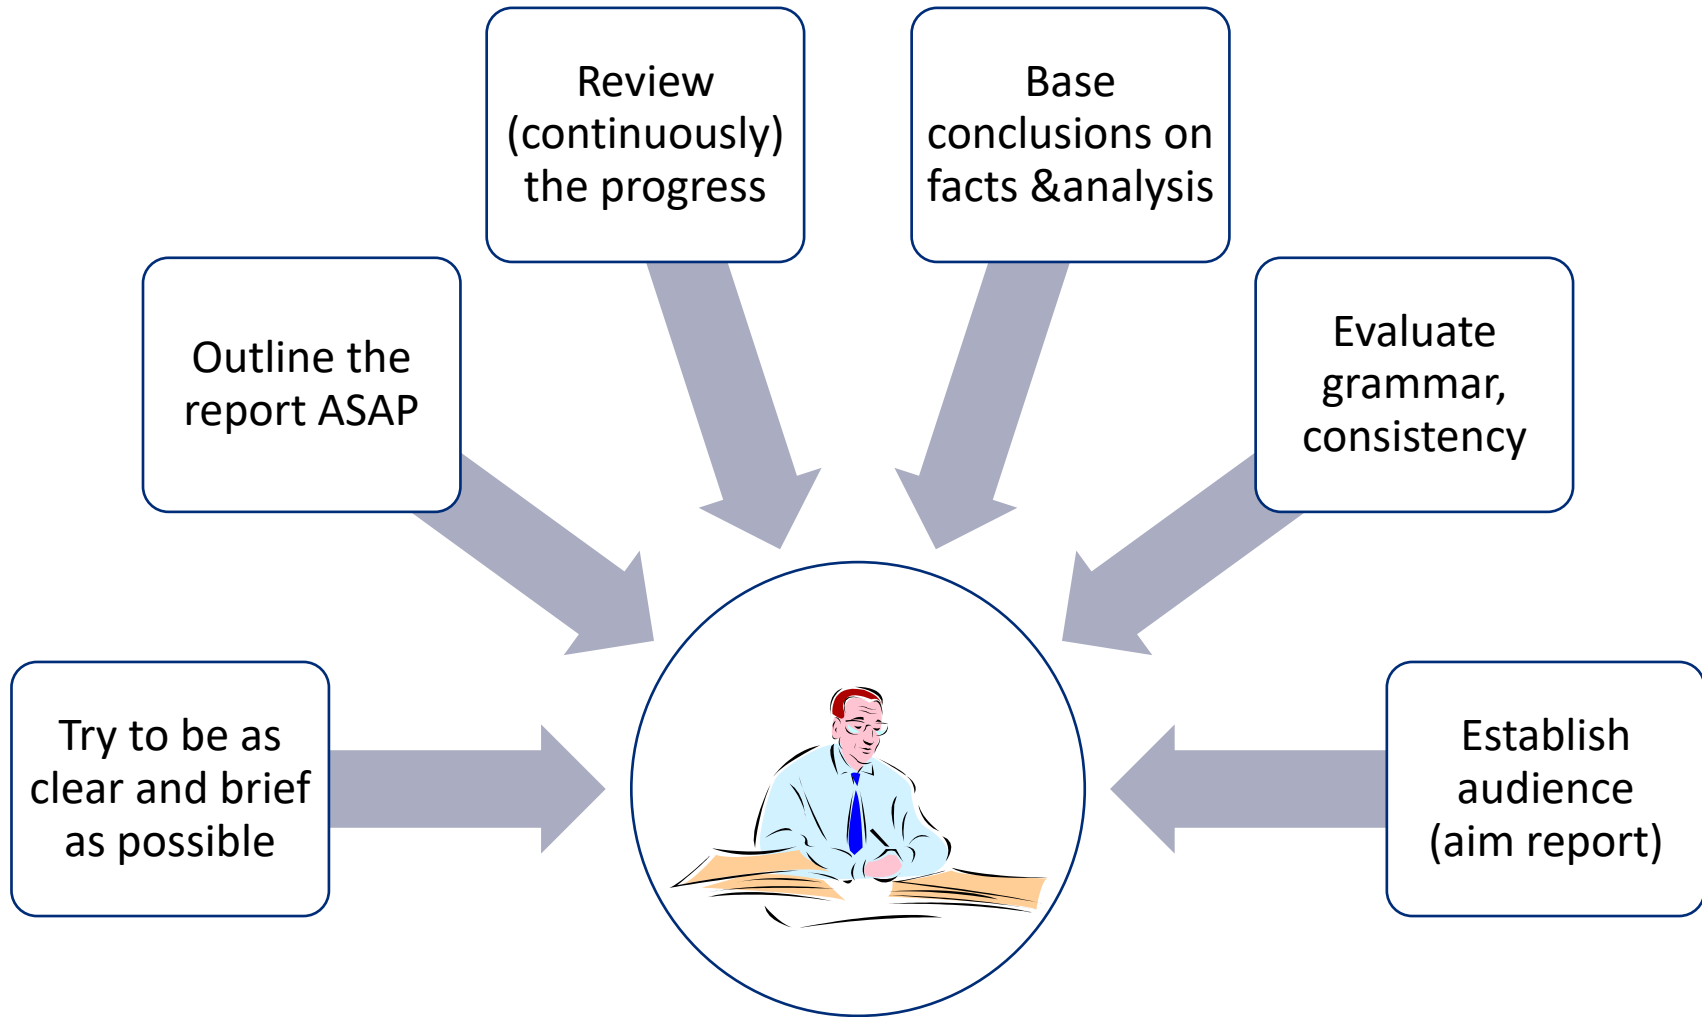 Review
(continuously)
the progress
Base
conclusions on
facts &analysis
Outline the
report ASAP
Evaluate
grammar,
consistency
Try to be as
clear and brief
as possible
Establish
audience
(aim report)